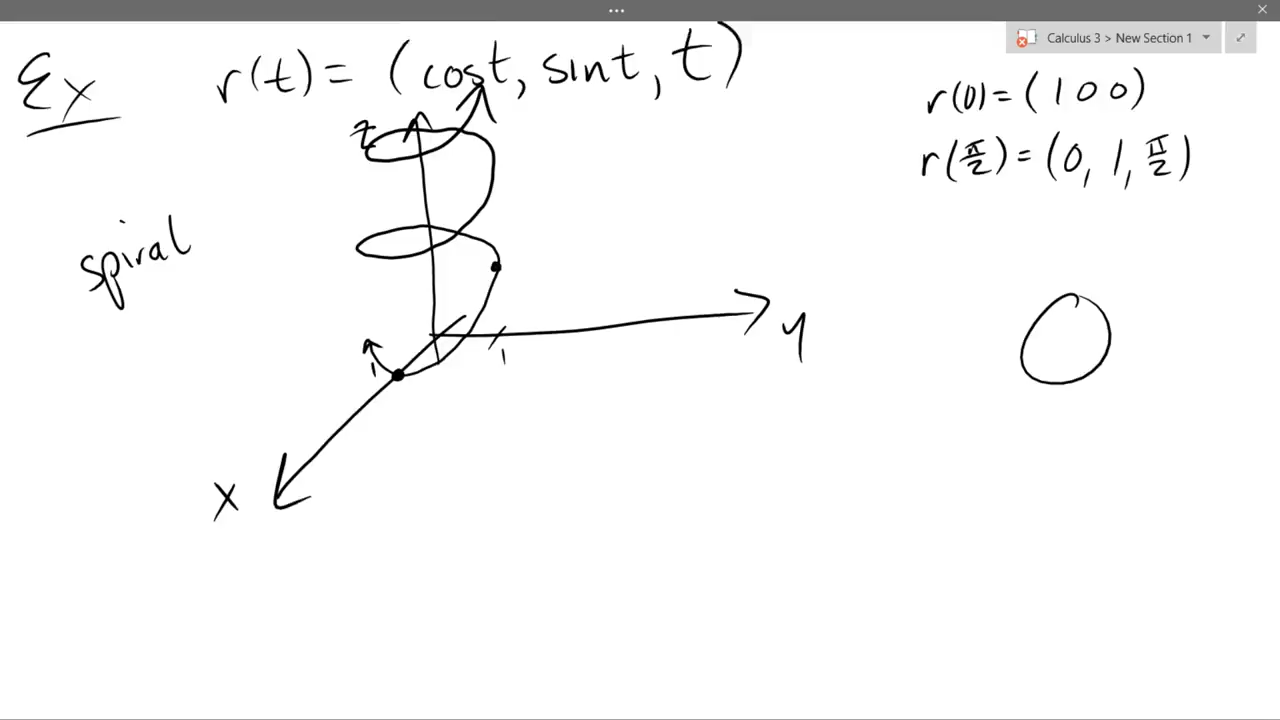 Ex r(t) = (cost, sint, t)
Calculus 3 > New Section 1
r(0) = (1 0 0)
r(π/2) = (0, 1, π/2)
z
spiral
1
1
y
x